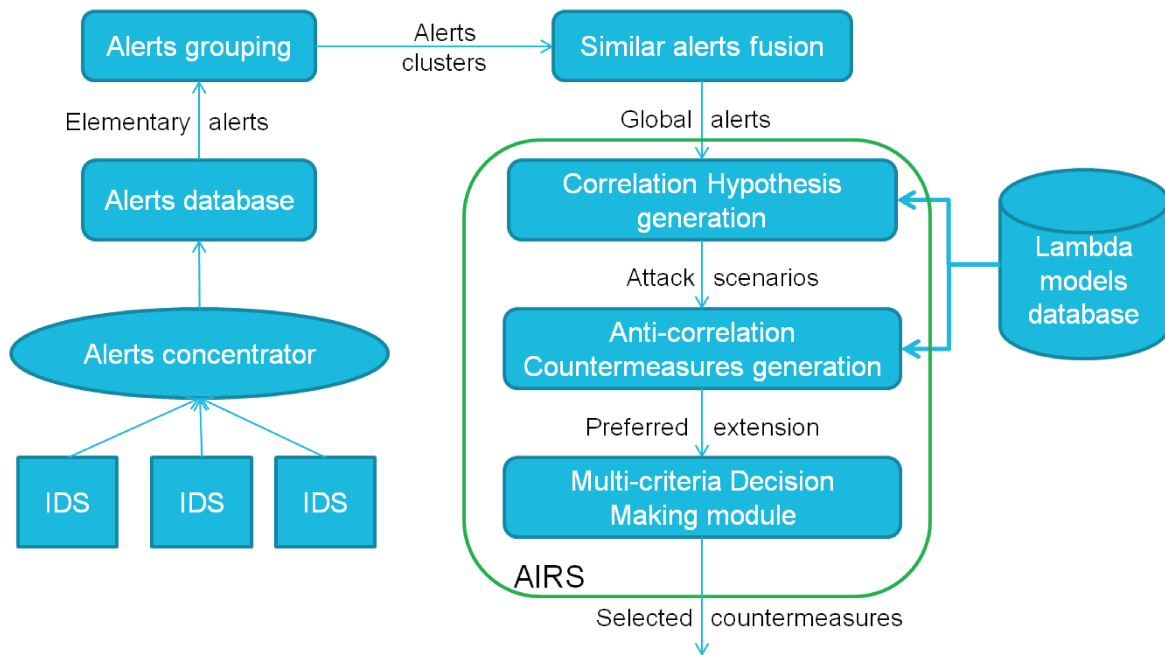 Alerts grouping
Alerts
clusters
Similar alerts fusion
Elementary alerts
Global alerts
Alerts database
Correlation Hypothesis
generation
Lambda
models
database
Attack scenarios
Alerts concentrator
Anti-correlation
Countermeasures generation
Preferred extension
IDS
IDS
IDS
Multi-criteria Decision
Making module
AIRS
Selected countermeasures